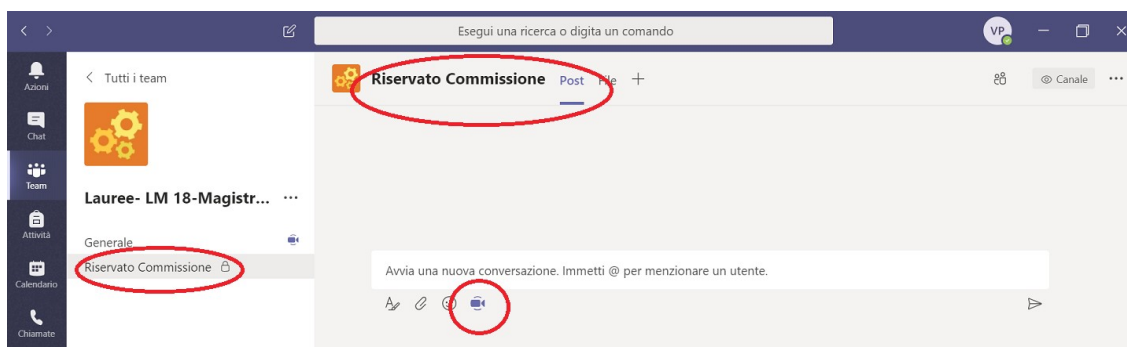 Esegui una ricerca o digita un comando
VP
Azioni
Chat
Team
Attività
Calendario
Chiamate
Tutti i team
Lauree- LM 18-Magistr... ...
Generale
Riservato Commissione
Riservato Commissione Post File +
Canale ...
Avvia una nuova conversazione. Immetti @ per menzionare un utente.